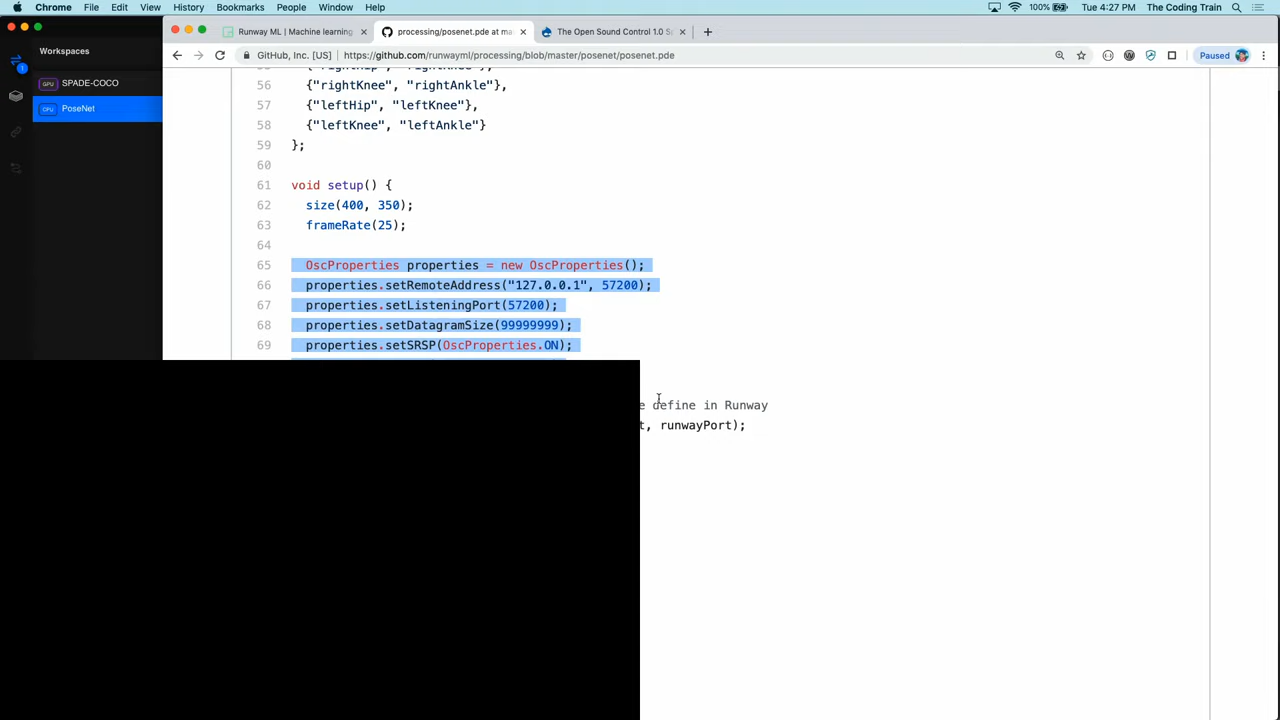 Chrome File Edit View History Bookmarks People Window Help 100% Tue 4:27 PM The Coding Train
Workspaces
Runway ML | Machine learning
processing/posenet.pde at ma
The Open Sound Control 1.0 S
GitHub, Inc. [US] | https://github.com/runwayml/processing/blob/master/posenet/posenet.pde
Paused
1
GPU SPADE-COCO
CPU PoseNet
56 {"rightKnee", "rightAnkle"},
57 {"leftHip", "leftKnee"},
58 {"leftKnee", "leftAnkle"}
59 };
60
61 void setup() {
62 size(400, 350);
63 frameRate(25);
64
65 OscProperties properties = new OscProperties();
66 properties.setRemoteAddress("127.0.0.1", 57200);
67 properties.setListeningPort(57200);
68 properties.setDatagramSize(99999999);
69 properties.setSRSP(OscProperties.ON);
e define in Runway
t, runwayPort);